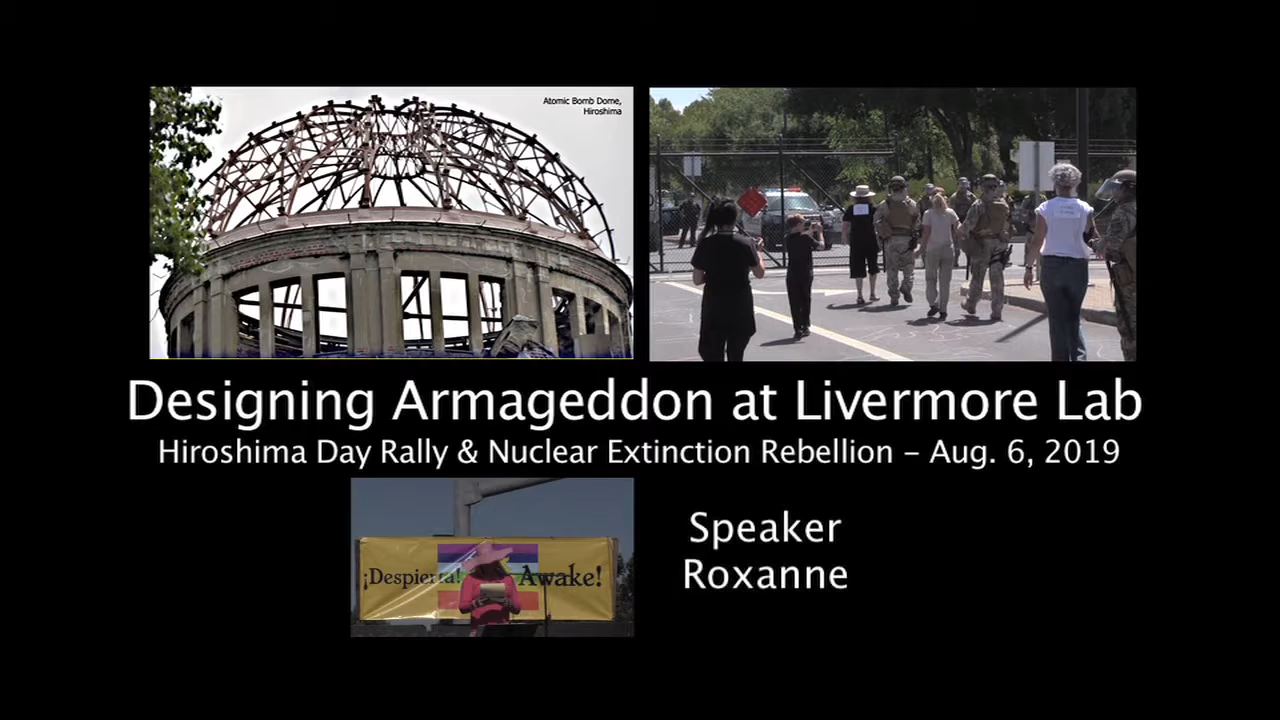 Atomic Bomb Dome,
Hiroshima
Designing Armageddon at Livermore Lab
Hiroshima Day Rally & Nuclear Extinction Rebellion – Aug. 6, 2019
¡Despierta! Awake!
Speaker
Roxanne